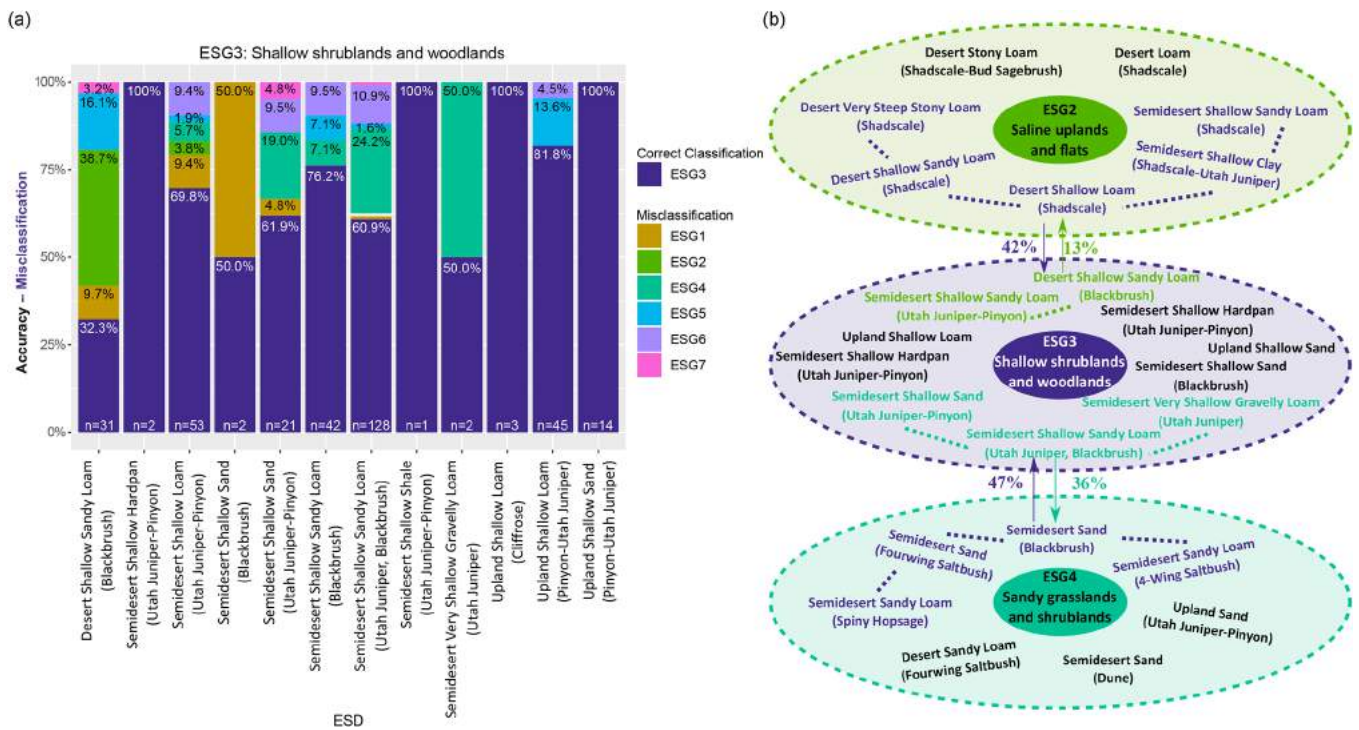 (a)
ESG3: Shallow shrublands and woodlands
Accuracy – Misclassification
100%
75%
50%
25%
0%
3.2%
16.1%
38.7%
9.7%
32.3%
n=31
100%
n=2
9.4%
1.9%
5.7%
3.8%
9.4%
69.8%
n=53
50.0%
50.0%
n=2
4.8%
9.5%
19.0%
4.8%
61.9%
n=21
9.5%
7.1%
7.1%
76.2%
n=42
10.9%
1.6%
24.2%
60.9%
n=128
100%
n=1
50.0%
50.0%
n=2
100%
n=3
4.5%
13.6%
81.8%
n=45
100%
n=14
Desert Shallow Sandy Loam
(Blackbrush)
Semidesert Shallow Hardpan
(Utah Juniper-Pinyon)
Semidesert Shallow Loam
(Utah Juniper-Pinyon)
Semidesert Shallow Sand
(Blackbrush)
Semidesert Shallow Sand
(Utah Juniper-Pinyon)
Semidesert Shallow Sandy Loam
(Blackbrush)
Semidesert Shallow Sandy Loam
(Utah Juniper, Blackbrush)
Semidesert Shallow Shale
(Utah Juniper-Pinyon)
Semidesert Very Shallow Gravelly Loam
(Utah Juniper)
Upland Shallow Loam
(Cliffrose)
Upland Shallow Loam
(Pinyon-Utah Juniper)
Upland Shallow Sand
(Pinyon-Utah Juniper)
ESD
Correct Classification
ESG3
Misclassification
ESG1
ESG2
ESG4
ESG5
ESG6
ESG7
(b)
Desert Stony Loam
(Shadscale-Bud Sagebrush)
Desert Loam
(Shadscale)
Desert Very Steep Stony Loam
(Shadscale)
ESG2
Saline uplands
and flats
Semidesert Shallow Sandy Loam
(Shadscale)
Desert Shallow Sandy Loam
(Shadscale)
Semidesert Shallow Clay
(Shadscale-Utah Juniper)
Desert Shallow Loam
(Shadscale)
42%
13%
Desert Shallow Sandy Loam
(Blackbrush)
Semidesert Shallow Sandy Loam
(Utah Juniper-Pinyon)
Semidesert Shallow Hardpan
(Utah Juniper-Pinyon)
Upland Shallow Loam
Semidesert Shallow Hardpan
(Utah Juniper-Pinyon)
ESG3
Shallow shrublands
and woodlands
Upland Shallow Sand
Semidesert Shallow Sand
(Blackbrush)
Semidesert Shallow Sand
(Utah Juniper-Pinyon)
Semidesert Very Shallow Gravelly Loam
(Utah Juniper)
Semidesert Shallow Sandy Loam
(Utah Juniper, Blackbrush)
47%
36%
Semidesert Sand
(Blackbrush)
Semidesert Sand
(Fourwing Saltbush)
Semidesert Sandy Loam
(4-Wing Saltbush)
Semidesert Sandy Loam
(Spiny Hopsage)
ESG4
Sandy grasslands
and shrublands
Upland Sand
(Utah Juniper-Pinyon)
Desert Sandy Loam
(Fourwing Saltbush)
Semidesert Sand
(Dune)